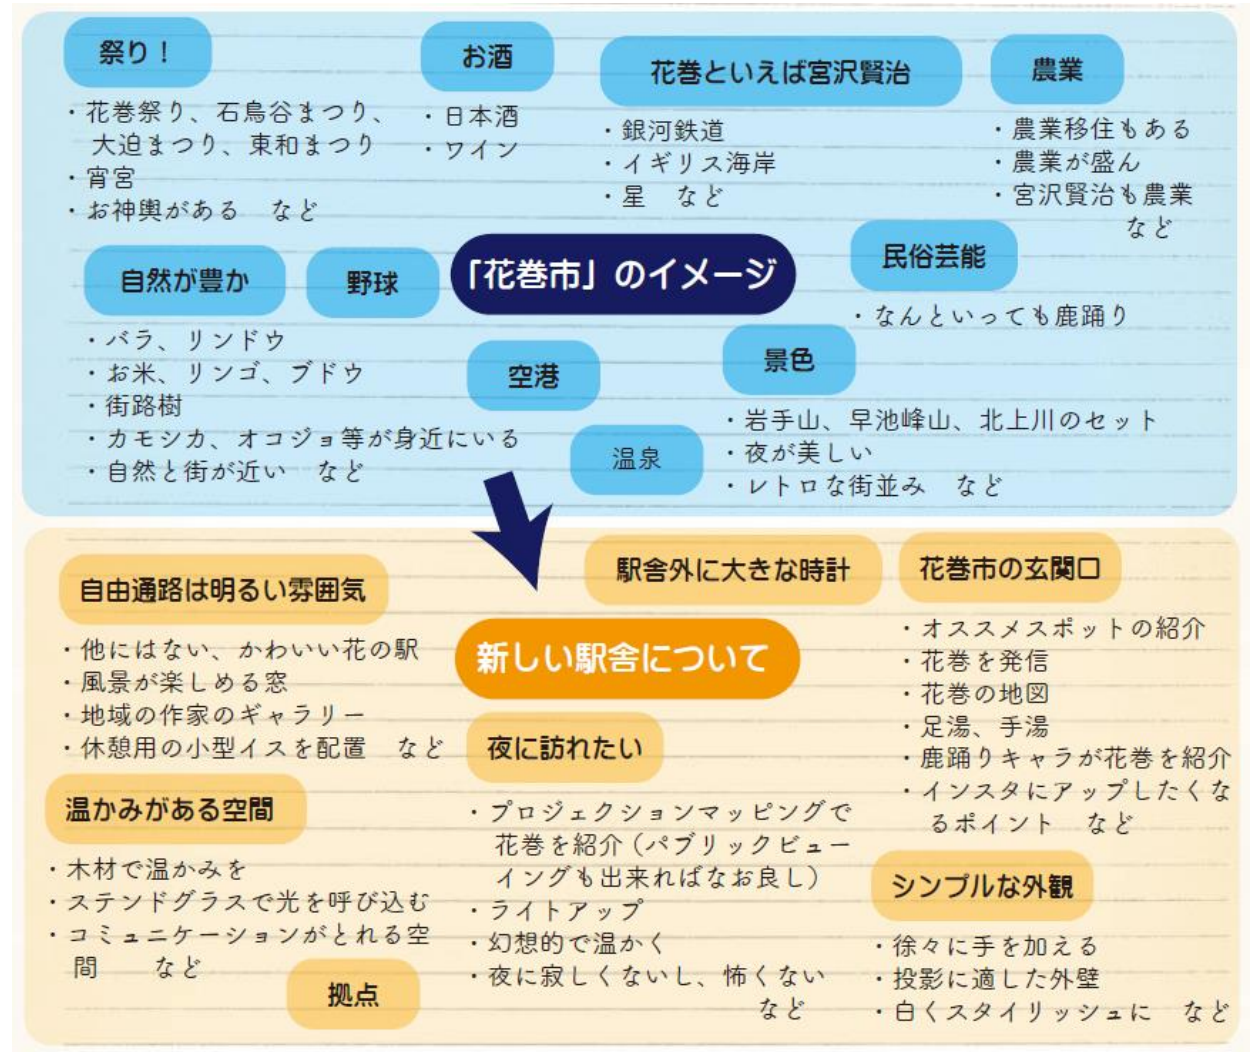 祭り！
・花巻祭り、石鳥谷まつり、
大迫まつり、東和まつり
・宵宮
・お神輿がある　など
お酒
・日本酒
・ワイン
花巻といえば宮沢賢治
・銀河鉄道
・イギリス海岸
・星　など
農業
・農業移住もある
・農業が盛ん
・宮沢賢治も農業
など
自然が豊か
・バラ、リンドウ
・お米、リンゴ、ブドウ
・街路樹
・カモシカ、オコジョ等が身近にいる
・自然と街が近い　など
野球
「花巻市」のイメージ
民俗芸能
・なんといっても鹿踊り
空港
景色
・岩手山、早池峰山、北上川のセット
・夜が美しい
・レトロな街並み　など
温泉
自由通路は明るい雰囲気
・他にはない、かわいい花の駅
・風景が楽しめる窓
・地域の作家のギャラリー
・休憩用の小型イスを配置　など
駅舎外に大きな時計
花巻市の玄関口
・オススメスポットの紹介
・花巻を発信
・花巻の地図
・足湯、手湯
・鹿踊りキャラが花巻を紹介
・インスタにアップしたくな
るポイント　など
新しい駅舎について
温かみがある空間
・木材で温かみを
・ステンドグラスで光を呼び込む
・コミュニケーションがとれる空
間　　など
夜に訪れたい
・プロジェクションマッピングで
花巻を紹介（パブリックビュー
イングも出来ればなお良し）
・ライトアップ
・幻想的で温かく
・夜に寂しくないし、怖くない
など
シンプルな外観
・徐々に手を加える
・投影に適した外壁
・白くスタイリッシュに　など
拠点